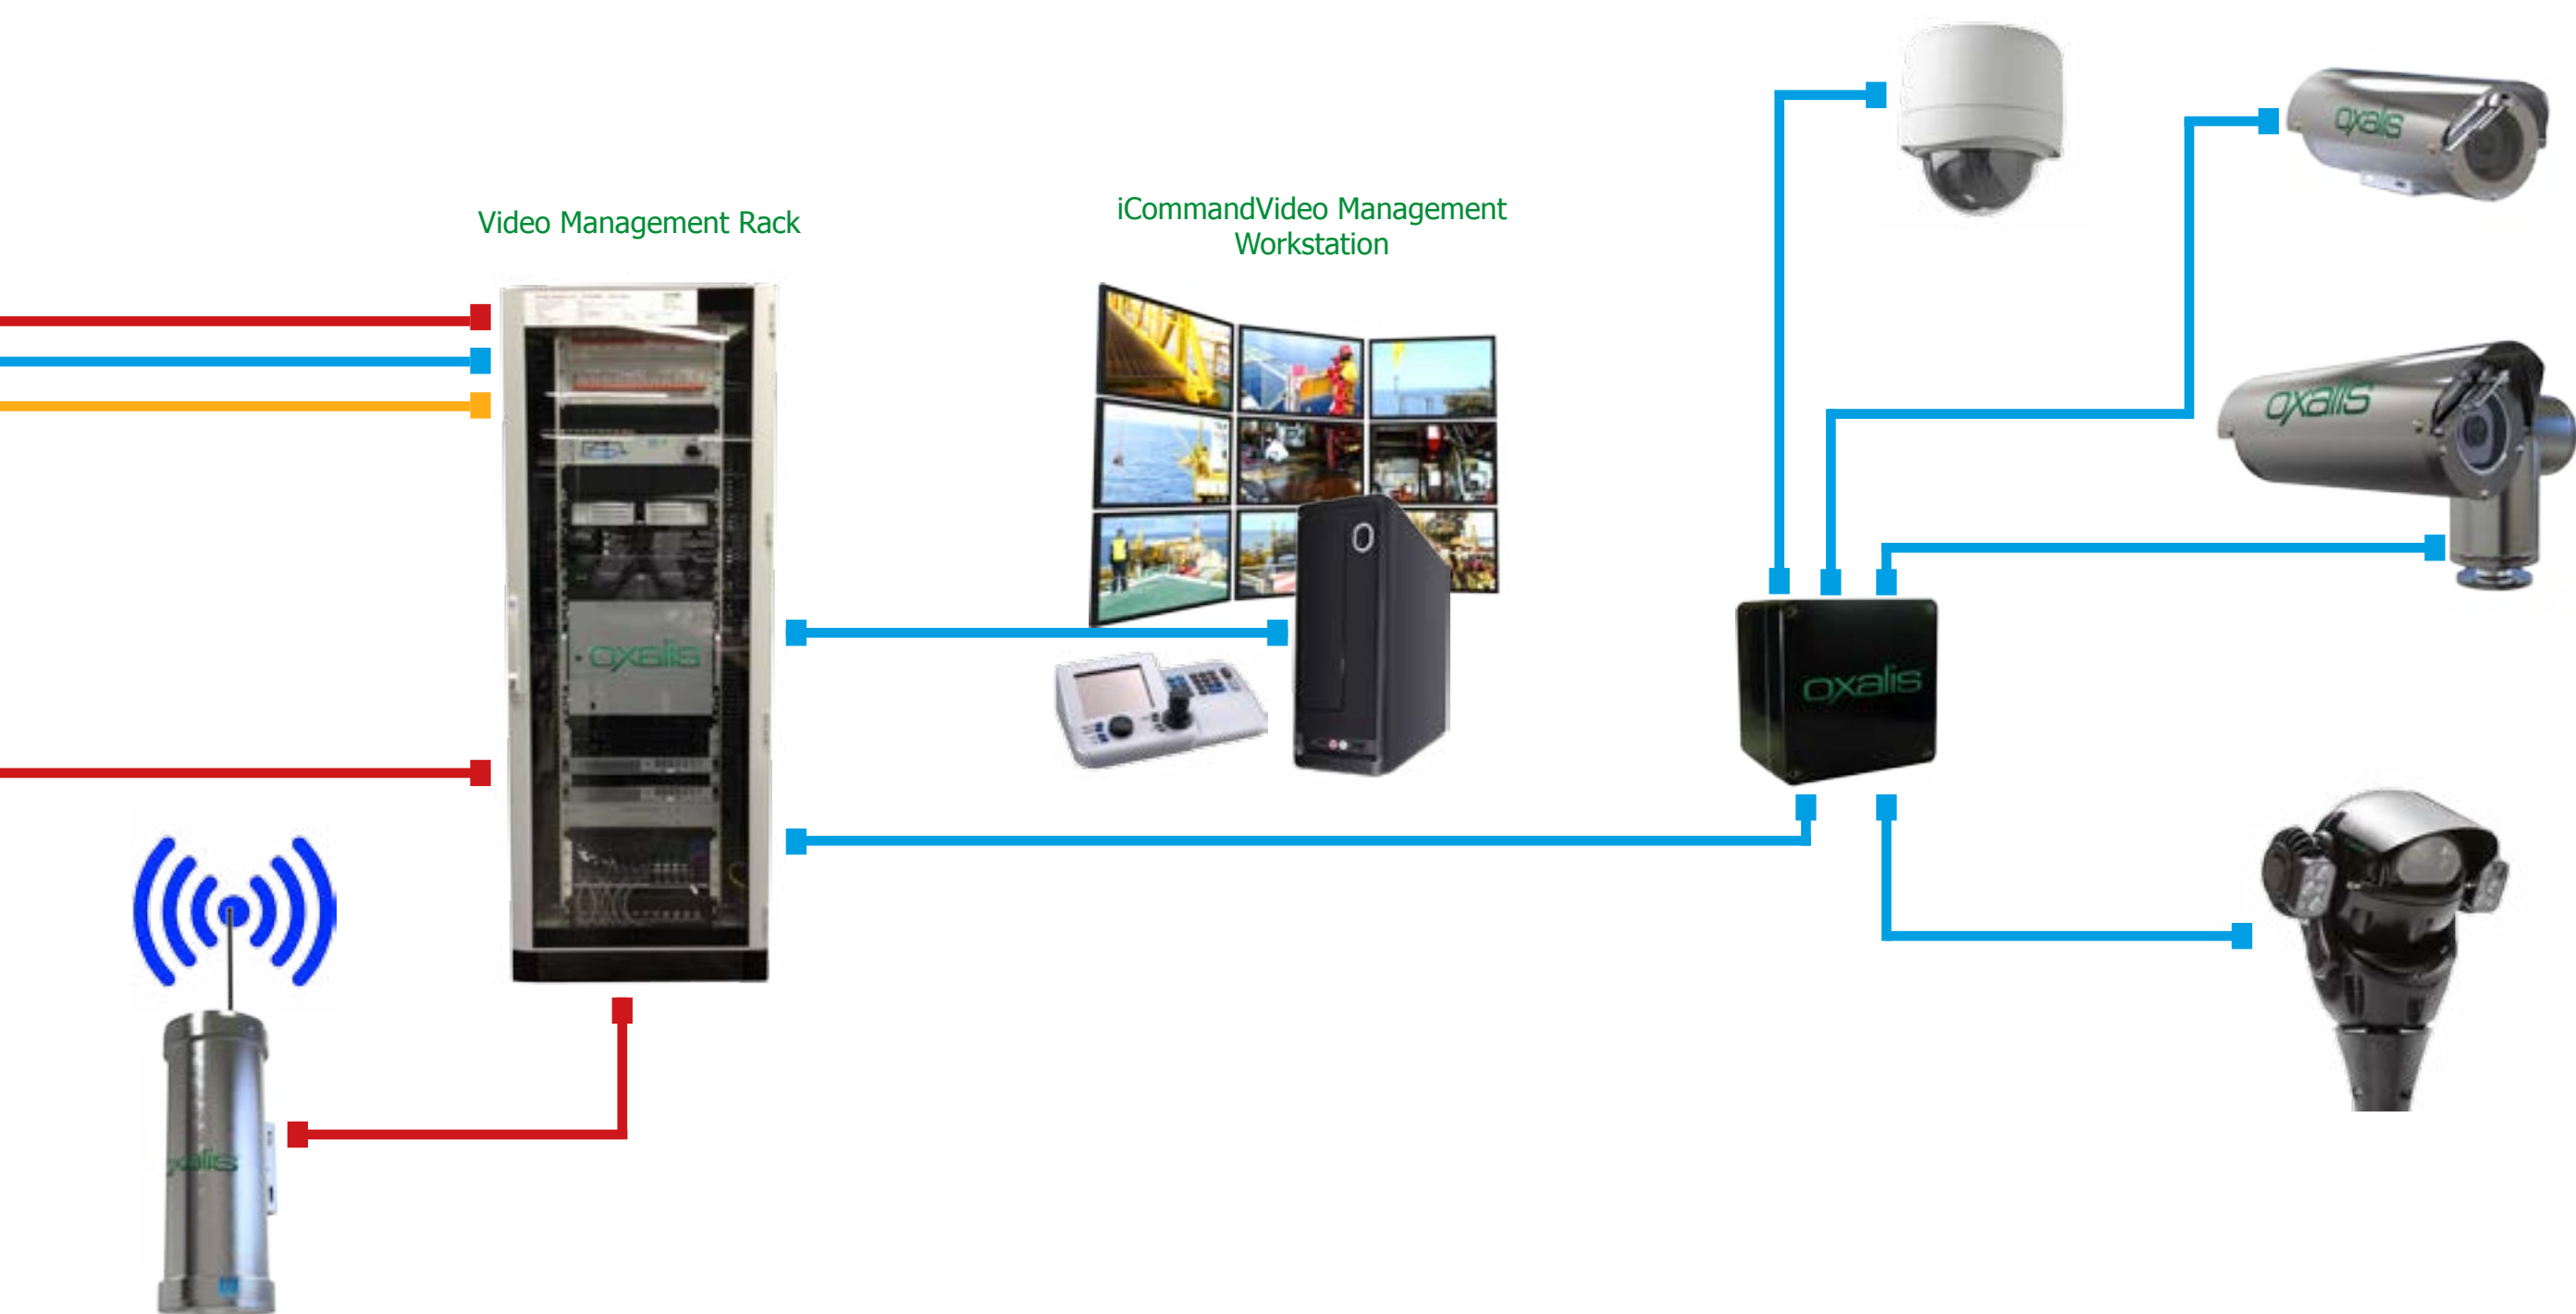 Video Management Rack
iCommandVideo Management
Workstation
oxalis
oxalis
oxalis
oxalis
oxalis